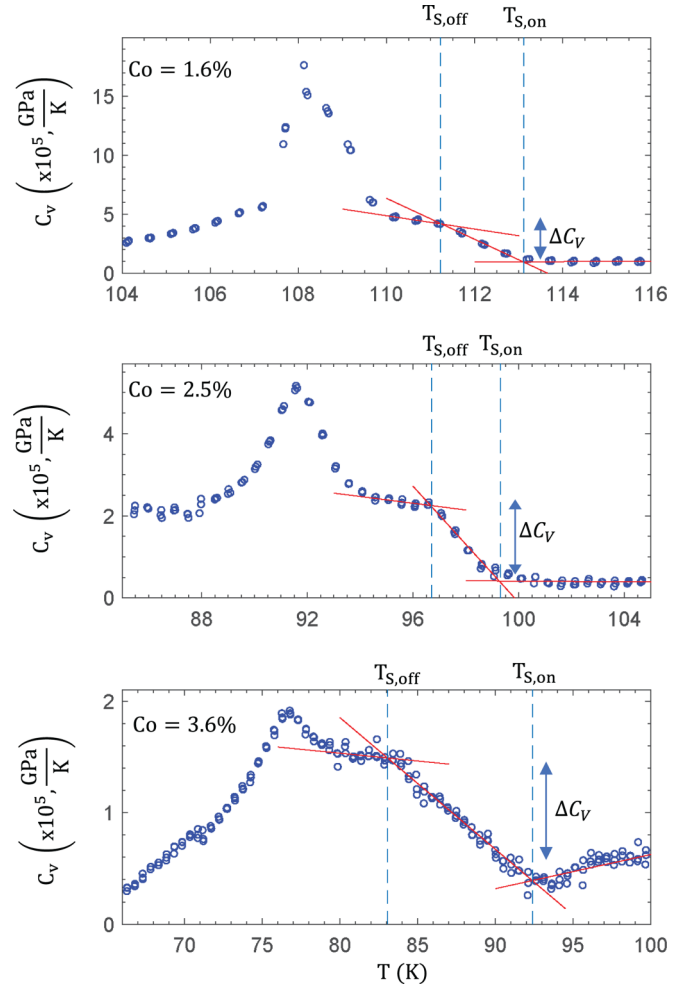 T_S,off T_S,on
Co = 1.6%
C_v (x10^5, GPa/K)
15
10
5
0
ΔC_V
104 106 108 110 112 114 116
T_S,off T_S,on
Co = 2.5%
C_v (x10^5, GPa/K)
4
2
0
ΔC_V
88 92 96 100 104
T_S,off T_S,on
Co = 3.6%
C_v (x10^5, GPa/K)
2
1
0
ΔC_V
70 75 80 85 90 95 100
T (K)